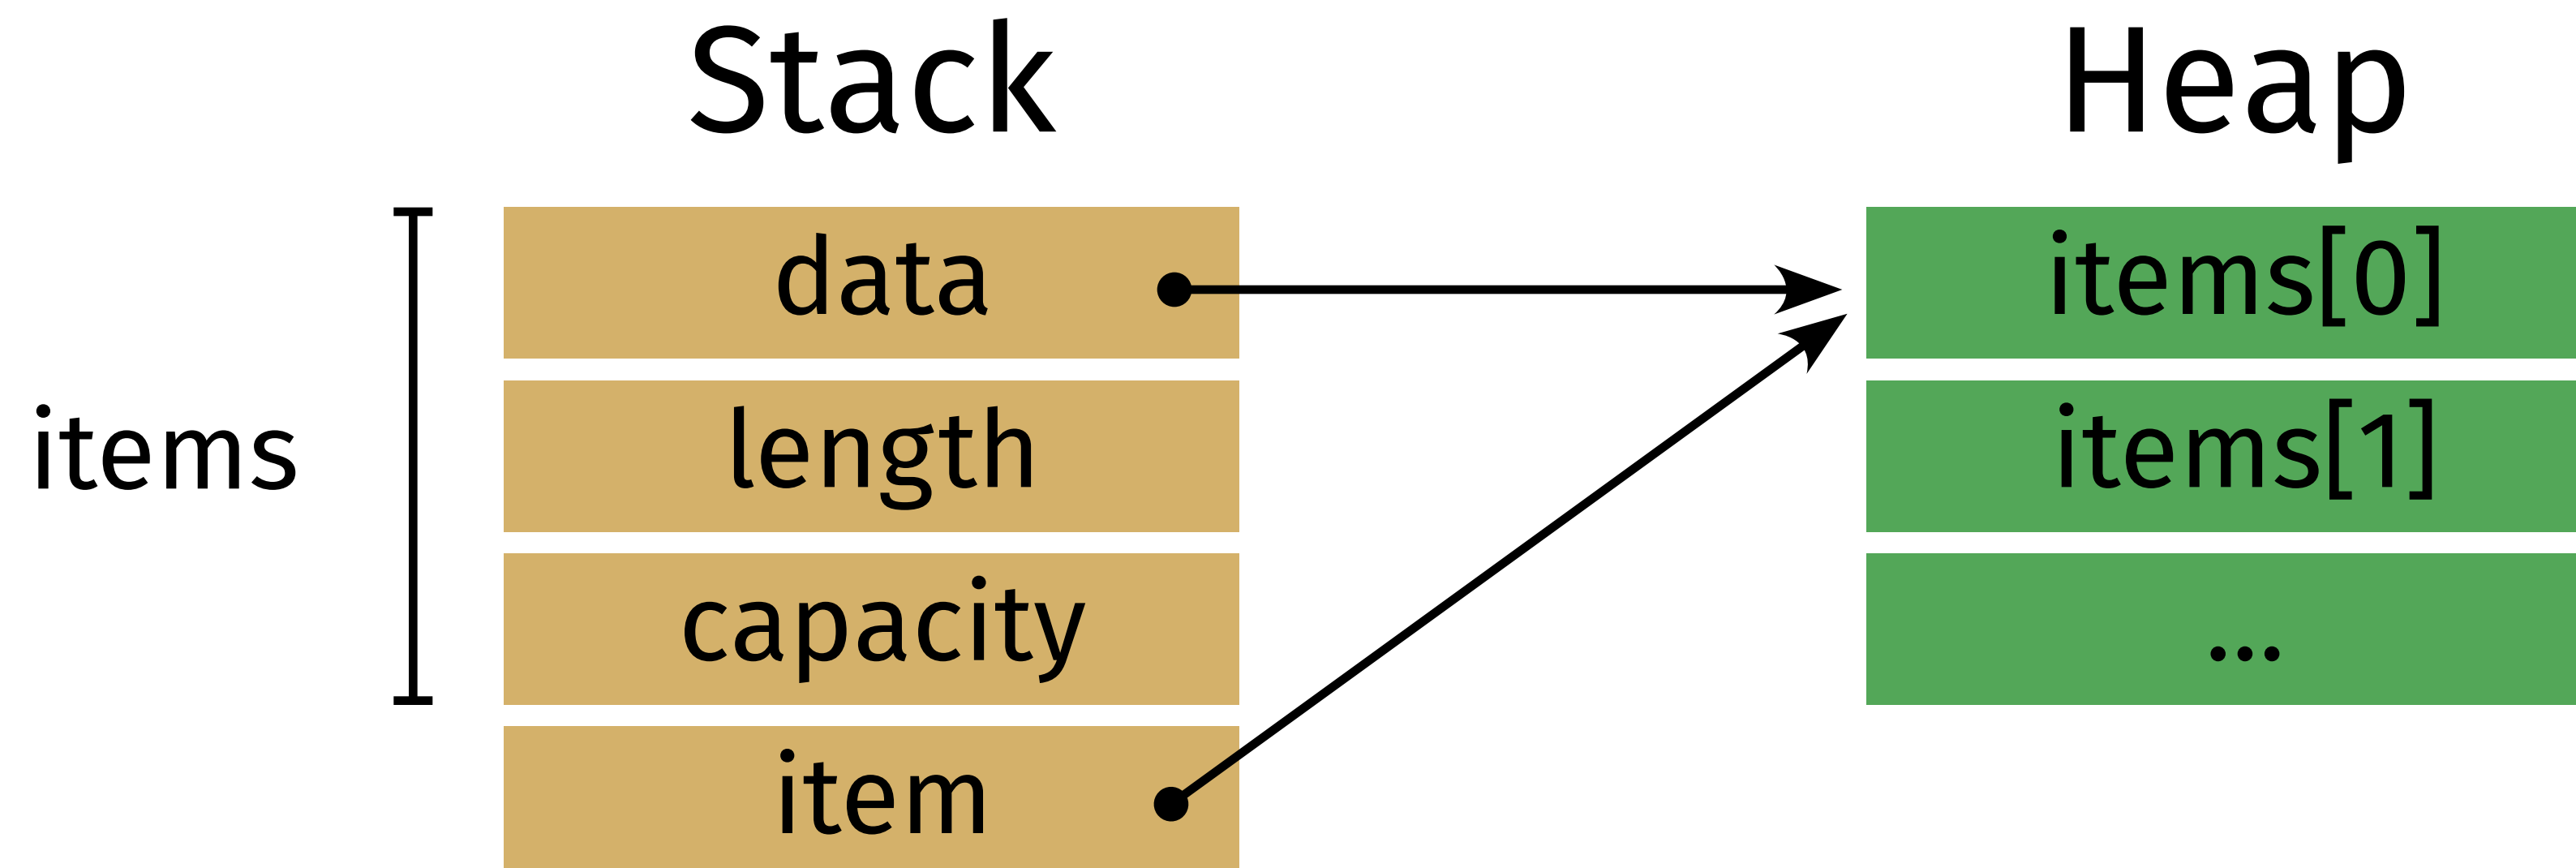 Stack
Heap
items
data
length
capacity
item
items[0]
items[1]
...